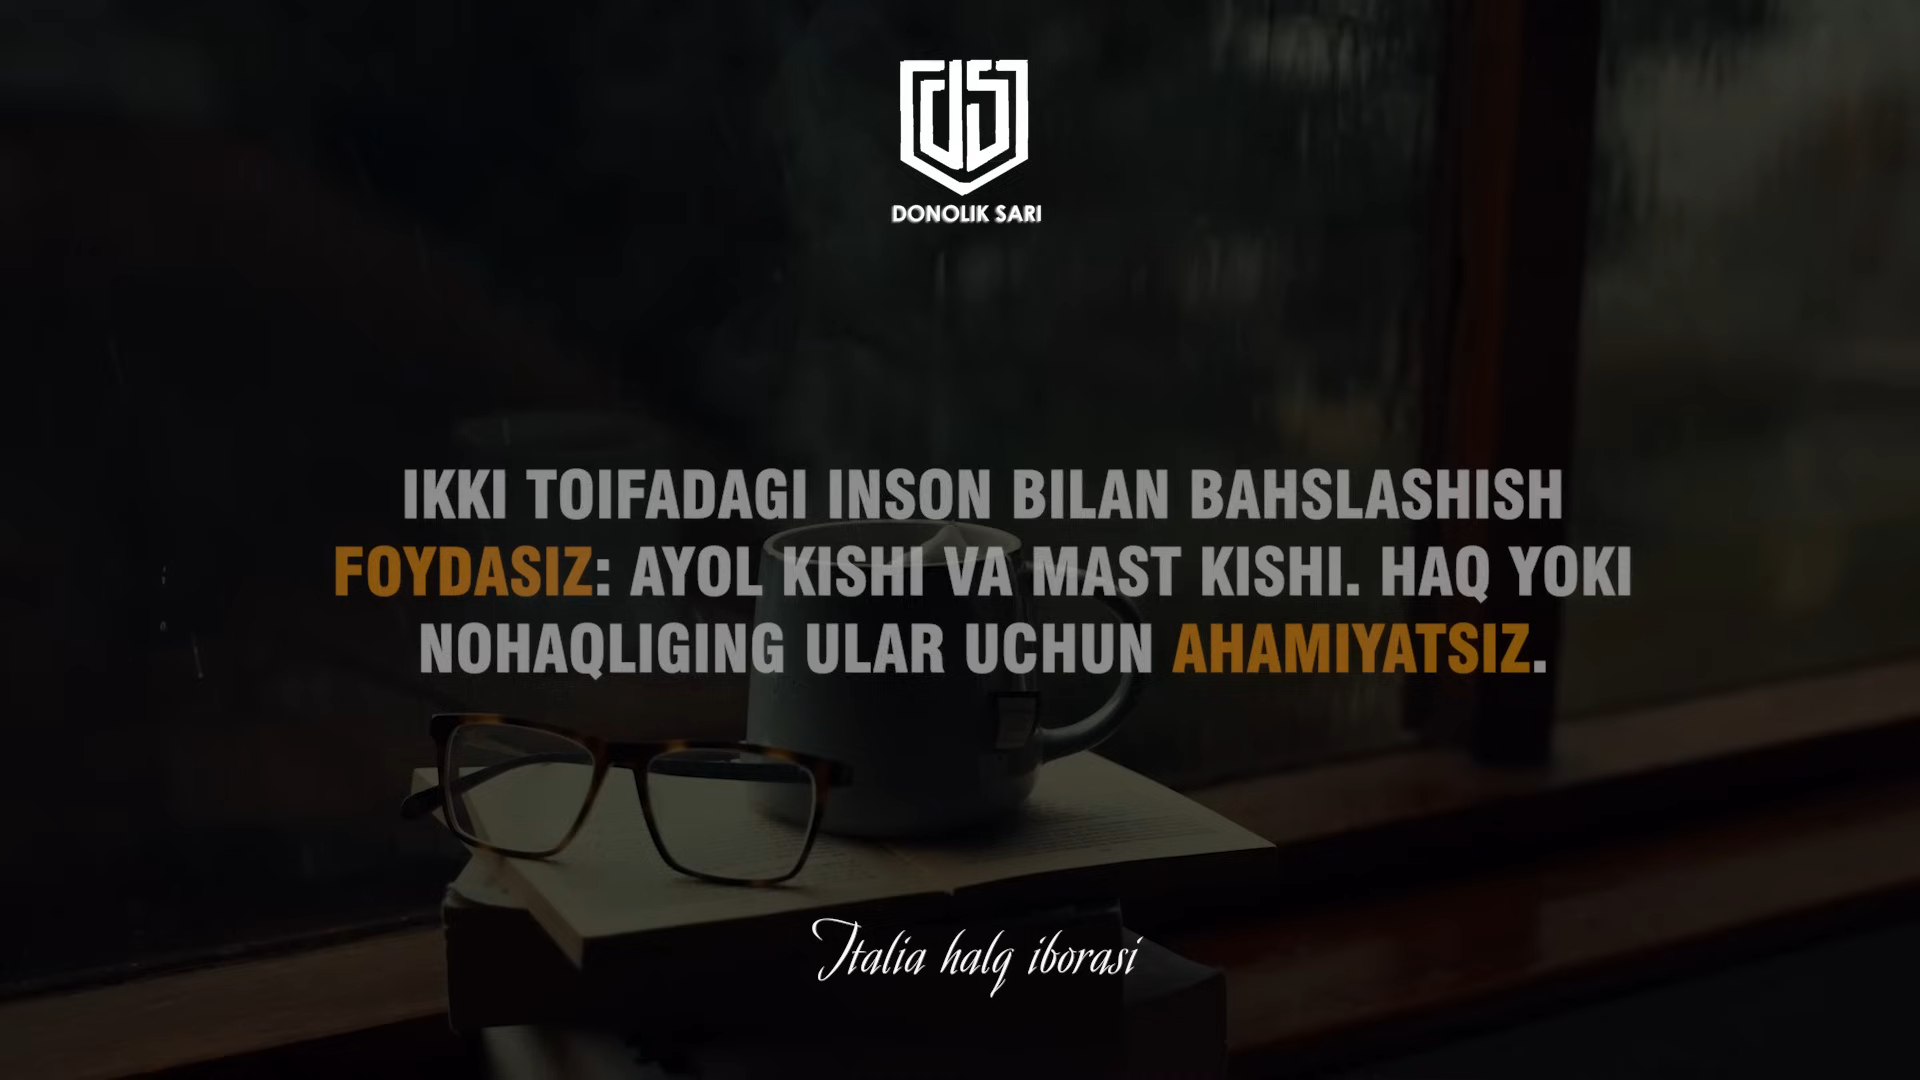 DONOLIK SARI
IKKI TOIFADAGI INSON BILAN BAHSLASHISH
FOYDASIZ: AYOL KISHI VA MAST KISHI. HAQ YOKI
NOHAQLIGING ULAR UCHUN AHAMIYATSIZ.
Italia halq iborasi